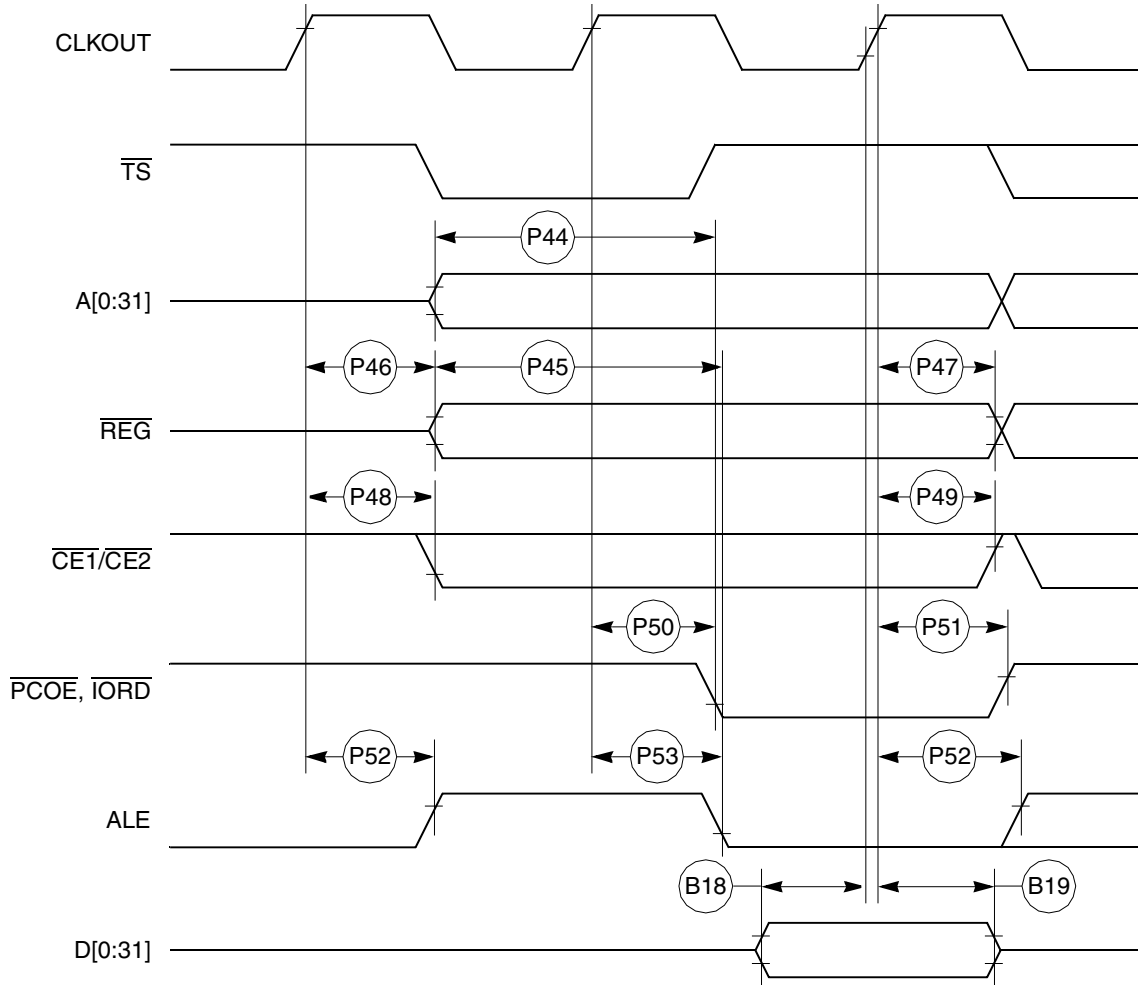 CLKOUT
TS
P44
A[0:31]
P46 P45 P47
REG
P48 P49
CE1/CE2
P50 P51
PCOE, IORD
P52 P53 P52
ALE
B18 B19
D[0:31]